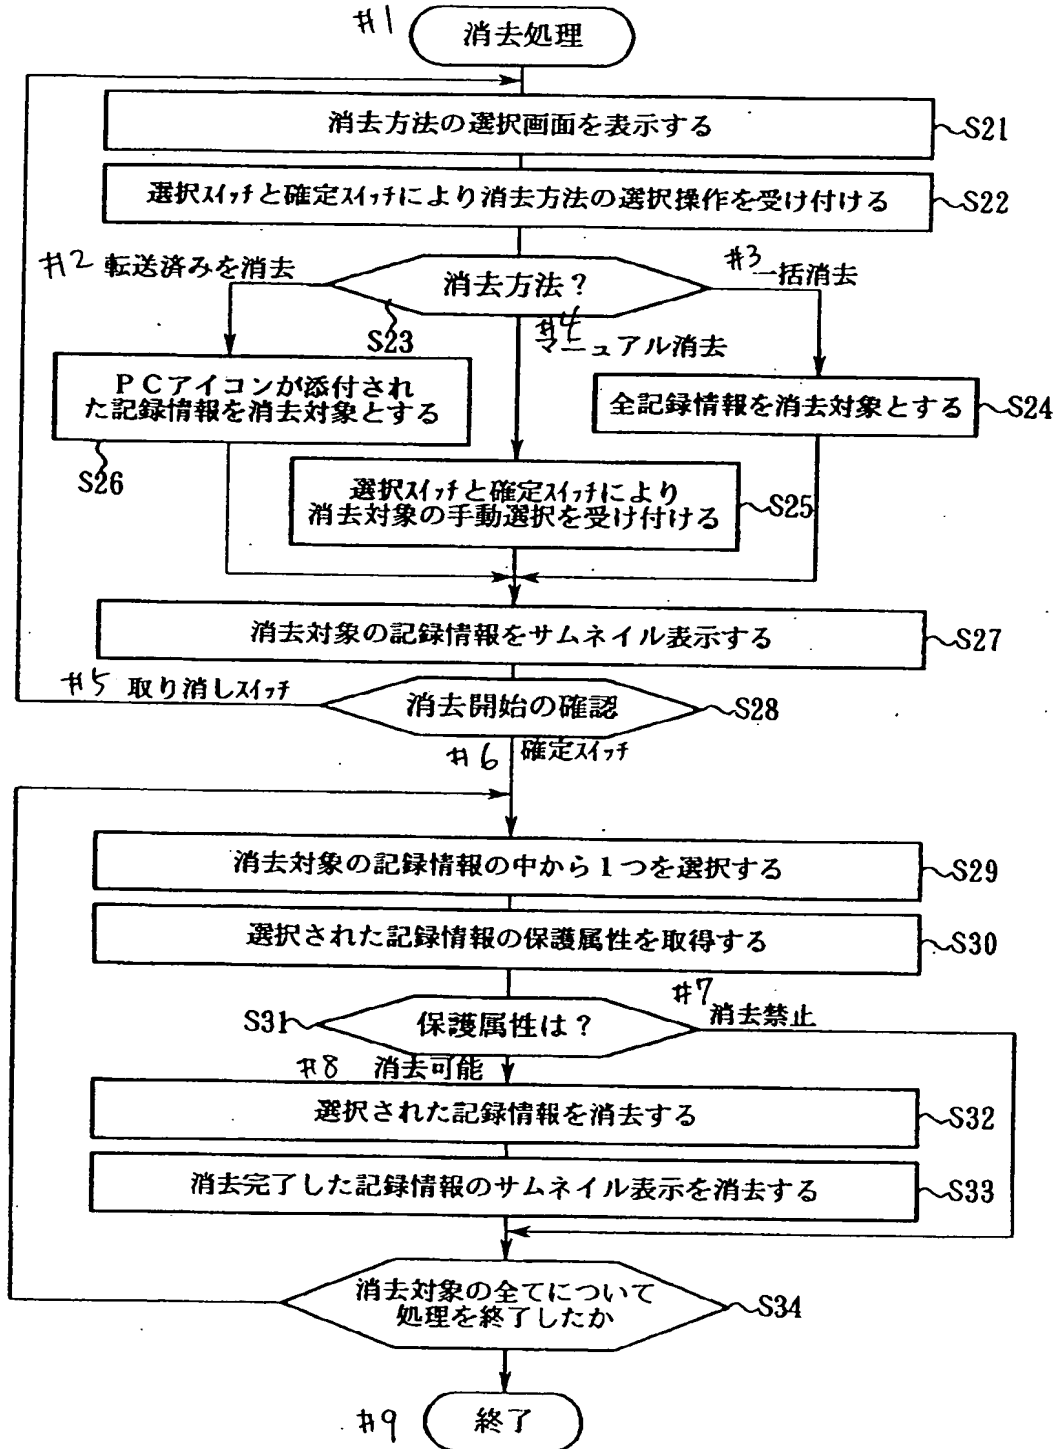 #1 消去処理
消去方法の選択画面を表示する S21
選択スイッチと確定スイッチにより消去方法の選択操作を受け付ける S22
#2 転送済みを消去
消去方法？
#3 一括消去
S23
#4
マニュアル消去
PCアイコンが添付され
た記録情報を消去対象とする
S26
全記録情報を消去対象とする S24
選択スイッチと確定スイッチにより
消去対象の手動選択を受け付ける
S25
消去対象の記録情報をサムネイル表示する S27
#5 取り消しスイッチ
消去開始の確認 S28
#6 確定スイッチ
消去対象の記録情報の中から1つを選択する S29
選択された記録情報の保護属性を取得する S30
S31 保護属性は？
#7 消去禁止
#8 消去可能
選択された記録情報を消去する S32
消去完了した記録情報のサムネイル表示を消去する S33
消去対象の全てについて
処理を終了したか
S34
#9 終了